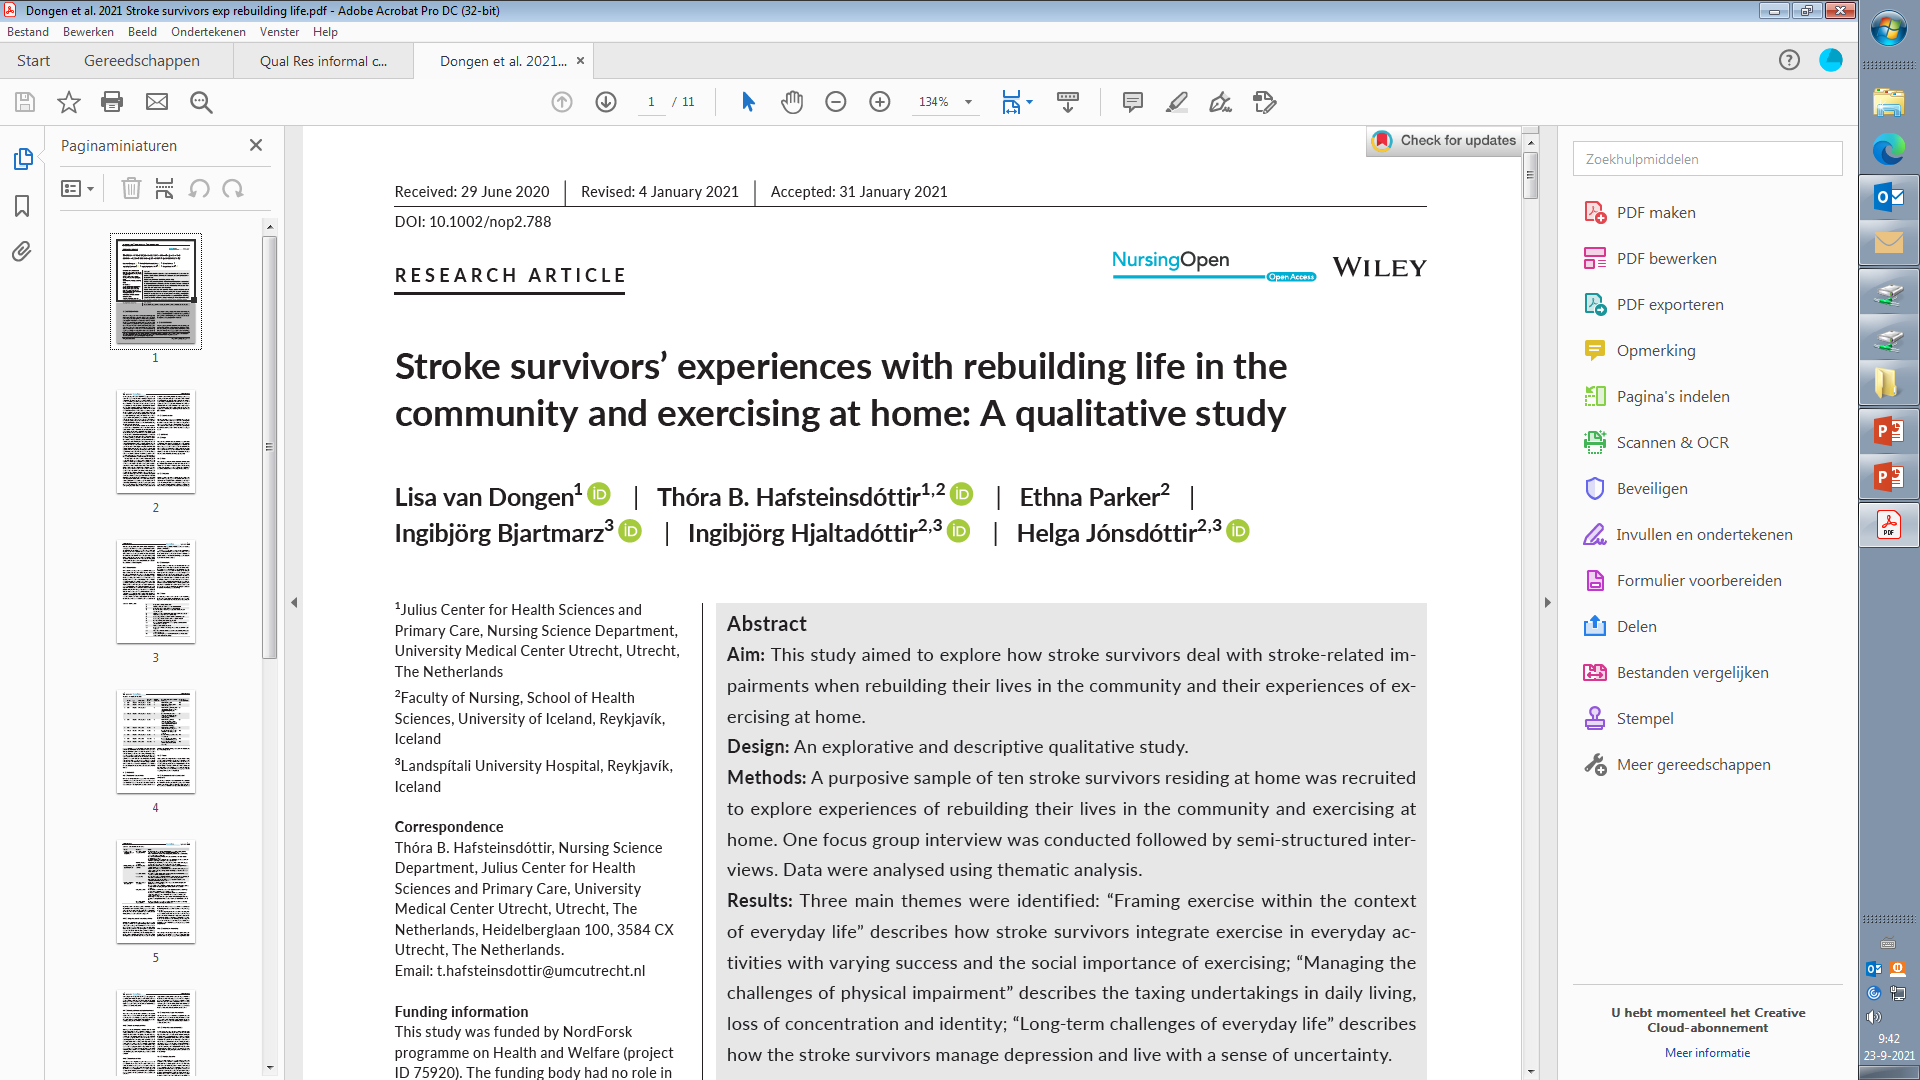 Dongen et al. 2021 Stroke survivors exp rebuilding life.pdf - Adobe Acrobat Pro DC (32-bit)
Bestand Bewerken Beeld Ondertekenen Venster Help
Start Gereedschappen Qual Res informal c... Dongen et al. 2021...
1 / 11 134%
Paginaminiaturen
1
2
3
4
5
Check for updates
Received: 29 June 2020 | Revised: 4 January 2021 | Accepted: 31 January 2021
DOI: 10.1002/nop2.788
RESEARCH ARTICLE
NursingOpen
Open Access
WILEY
Stroke survivors’ experiences with rebuilding life in the
community and exercising at home: A qualitative study
Lisa van Dongen1 iD | Thóra B. Hafsteinsdóttir1,2 iD | Ethna Parker2 |
Ingibjörg Bjartmarz3 iD | Ingibjörg Hjaltadóttir2,3 iD | Helga Jónsdóttir2,3 iD
1Julius Center for Health Sciences and
Primary Care, Nursing Science Department,
University Medical Center Utrecht, Utrecht,
The Netherlands
2Faculty of Nursing, School of Health
Sciences, University of Iceland, Reykjavík,
Iceland
3Landspítali University Hospital, Reykjavík,
Iceland
Correspondence
Thóra B. Hafsteinsdóttir, Nursing Science
Department, Julius Center for Health
Sciences and Primary Care, University
Medical Center Utrecht, Utrecht, The
Netherlands, Heidelberglaan 100, 3584 CX
Utrecht, The Netherlands.
Email: t.hafsteinsdottir@umcutrecht.nl
Funding information
This study was funded by NordForsk
programme on Health and Welfare (project
ID 75920). The funding body had no role in
Abstract
Aim: This study aimed to explore how stroke survivors deal with stroke-related im-
pairments when rebuilding their lives in the community and their experiences of ex-
ercising at home.
Design: An explorative and descriptive qualitative study.
Methods: A purposive sample of ten stroke survivors residing at home was recruited
to explore experiences of rebuilding their lives in the community and exercising at
home. One focus group interview was conducted followed by semi-structured inter-
views. Data were analysed using thematic analysis.
Results: Three main themes were identified: “Framing exercise within the context
of everyday life” describes how stroke survivors integrate exercise in everyday ac-
tivities with varying success and the social importance of exercising; “Managing the
challenges of physical impairment” describes the taxing undertakings in daily living,
loss of concentration and identity; “Long-term challenges of everyday life” describes
how the stroke survivors manage depression and live with a sense of uncertainty.
Zoekhulpmiddelen
PDF maken
PDF bewerken
PDF exporteren
Opmerking
Pagina's indelen
Scannen & OCR
Beveiligen
Invullen en ondertekenen
Formulier voorbereiden
Delen
Bestanden vergelijken
Stempel
Meer gereedschappen
U hebt momenteel het Creative
Cloud-abonnement
Meer informatie
9:42
23-9-2021